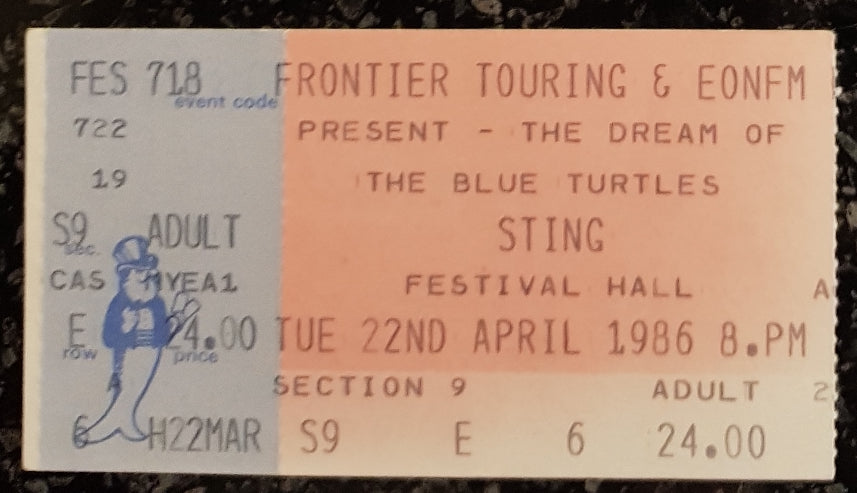 FES 718 FRONTIER TOURING & EONFM
event code
722 PRESENT - THE DREAM OF
19 THE BLUE TURTLES
S9 ADULT STING
sec.
CAS NYEA1 FESTIVAL HALL A
E 24.00 TUE 22ND APRIL 1986 8.PM
row price
A SECTION 9 ADULT 2
6 H22MAR S9 E 6 24.00